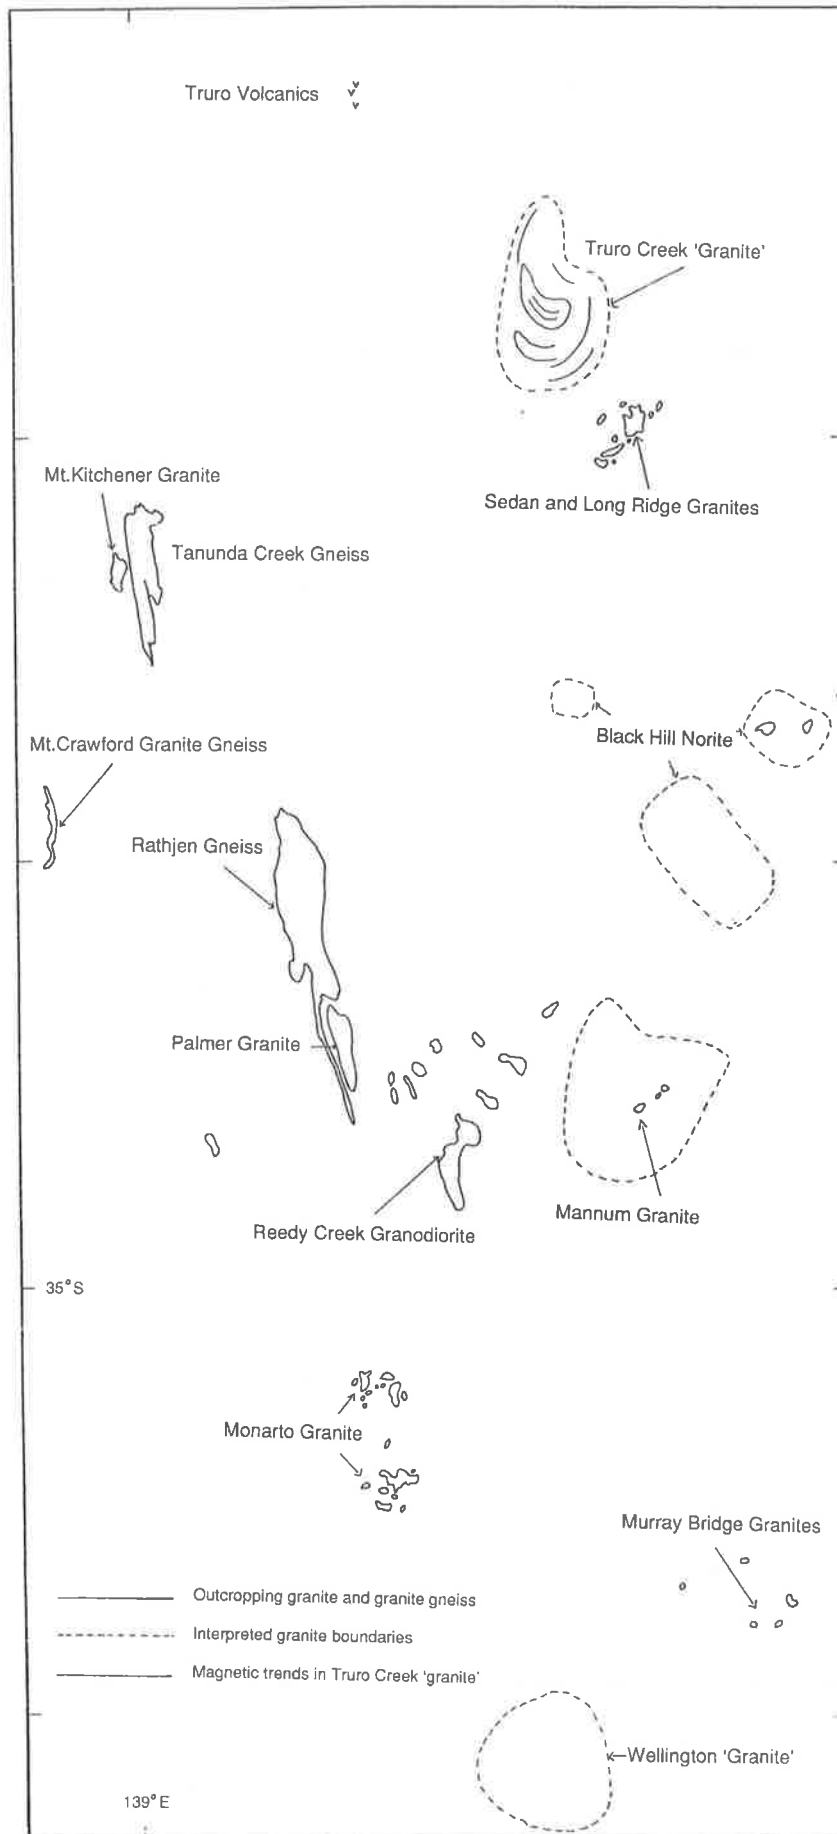 Truro Volcanics
Truro Creek 'Granite'
Mt.Kitchener Granite
Sedan and Long Ridge Granites
Tanunda Creek Gneiss
Mt.Crawford Granite Gneiss
Black Hill Norite
Rathjen Gneiss
Palmer Granite
Reedy Creek Granodiorite
Mannum Granite
35°S
Monarto Granite
Murray Bridge Granites
Outcropping granite and granite gneiss
Interpreted granite boundaries
Magnetic trends in Truro Creek 'granite'
Wellington 'Granite'
139°E